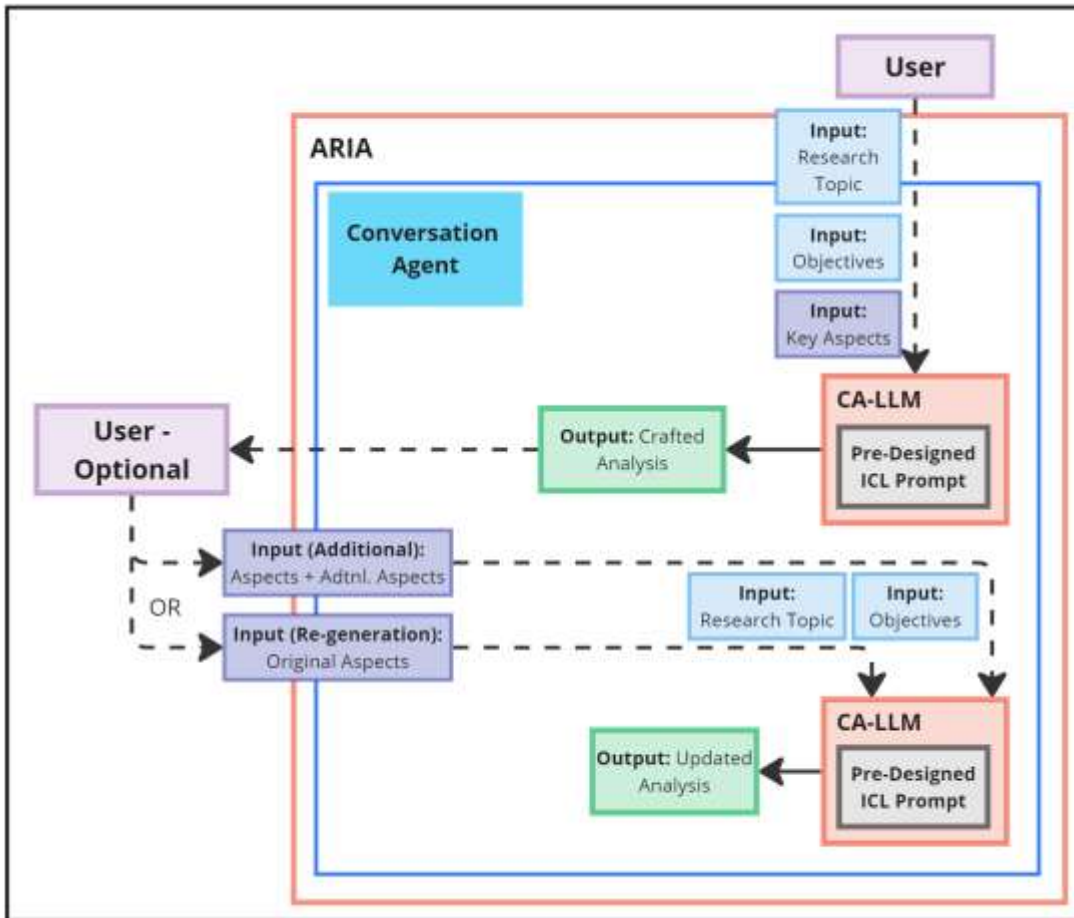 User
ARIA
Input:
Research
Topic
Conversation
Agent
Input:
Objectives
Input:
Key Aspects
CA-LLM
Pre-Designed
ICL Prompt
Output: Crafted
Analysis
User -
Optional
Input (Additional):
Aspects + Adtnl. Aspects
OR
Input (Re-generation):
Original Aspects
Input:
Research Topic
Input:
Objectives
CA-LLM
Pre-Designed
ICL Prompt
Output: Updated
Analysis